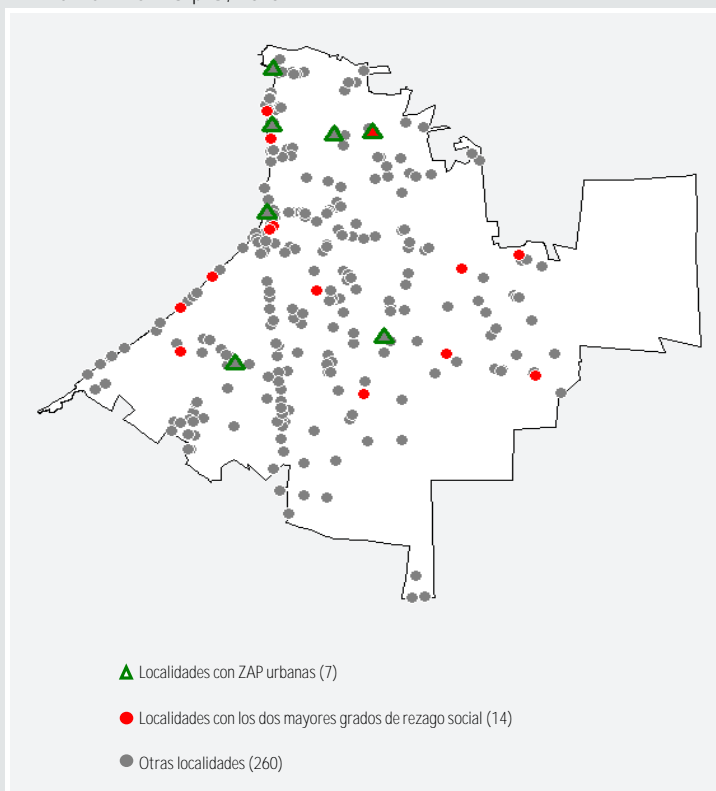 Localidades con ZAP urbanas (7)
Localidades con los dos mayores grados de rezago social (14)
Otras localidades (260)